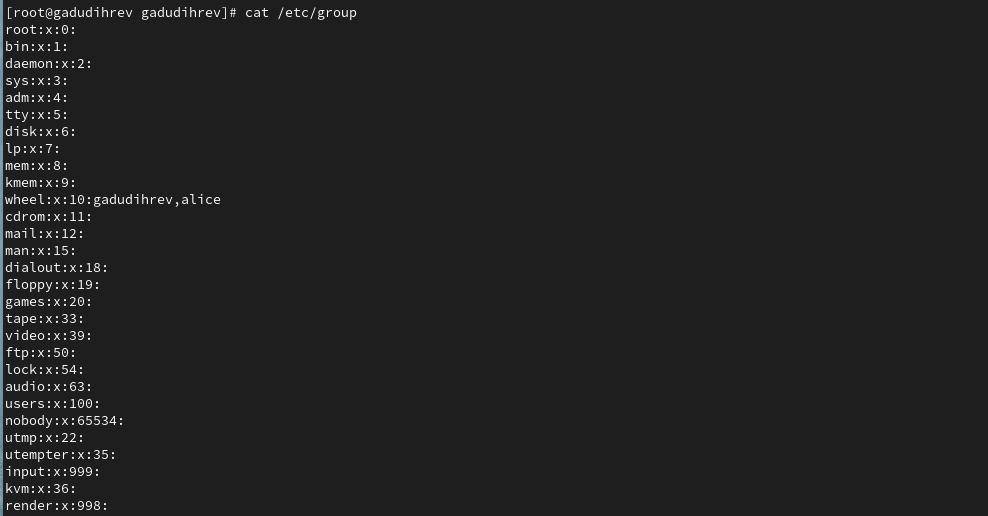 [root@gadudihrev gadudihrev]# cat /etc/group
root:x:0:
bin:x:1:
daemon:x:2:
sys:x:3:
adm:x:4:
tty:x:5:
disk:x:6:
lp:x:7:
mem:x:8:
kmem:x:9:
wheel:x:10:gadudihrev,alice
cdrom:x:11:
mail:x:12:
man:x:15:
dialout:x:18:
floppy:x:19:
games:x:20:
tape:x:33:
video:x:39:
ftp:x:50:
lock:x:54:
audio:x:63:
users:x:100:
nobody:x:65534:
utmp:x:22:
utempter:x:35:
input:x:999:
kvm:x:36:
render:x:998: